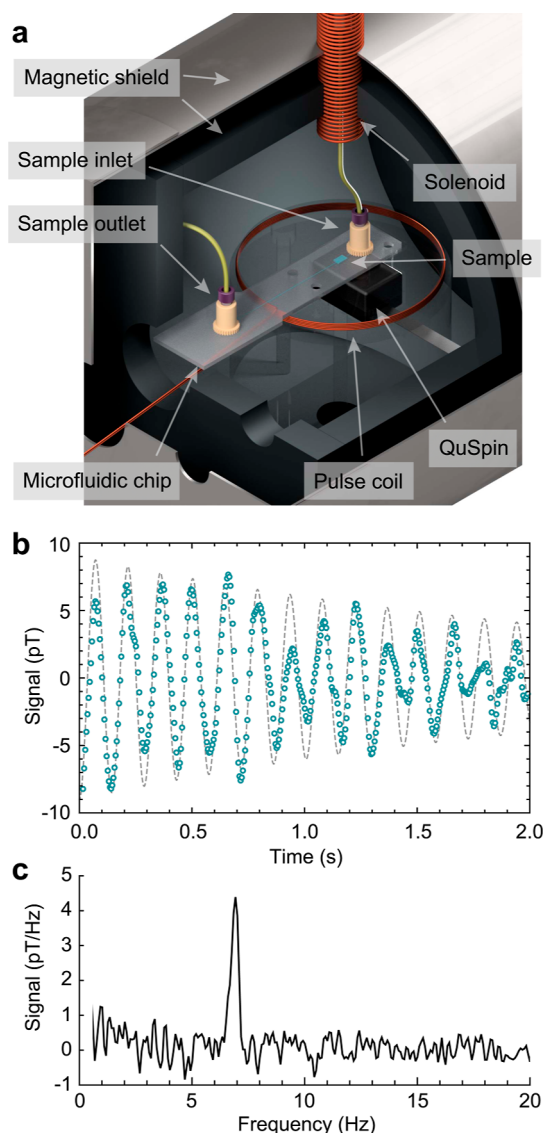 a
Magnetic shield
Sample inlet
Solenoid
Sample outlet
Sample
QuSpin
Microfluidic chip
Pulse coil
b
10
5
0
-5
-10
Signal (pT)
0.0 0.5 1.0 1.5 2.0
Time (s)
c
5
4
3
2
1
0
-1
Signal (pT/Hz)
0 5 10 15 20
Frequency (Hz)